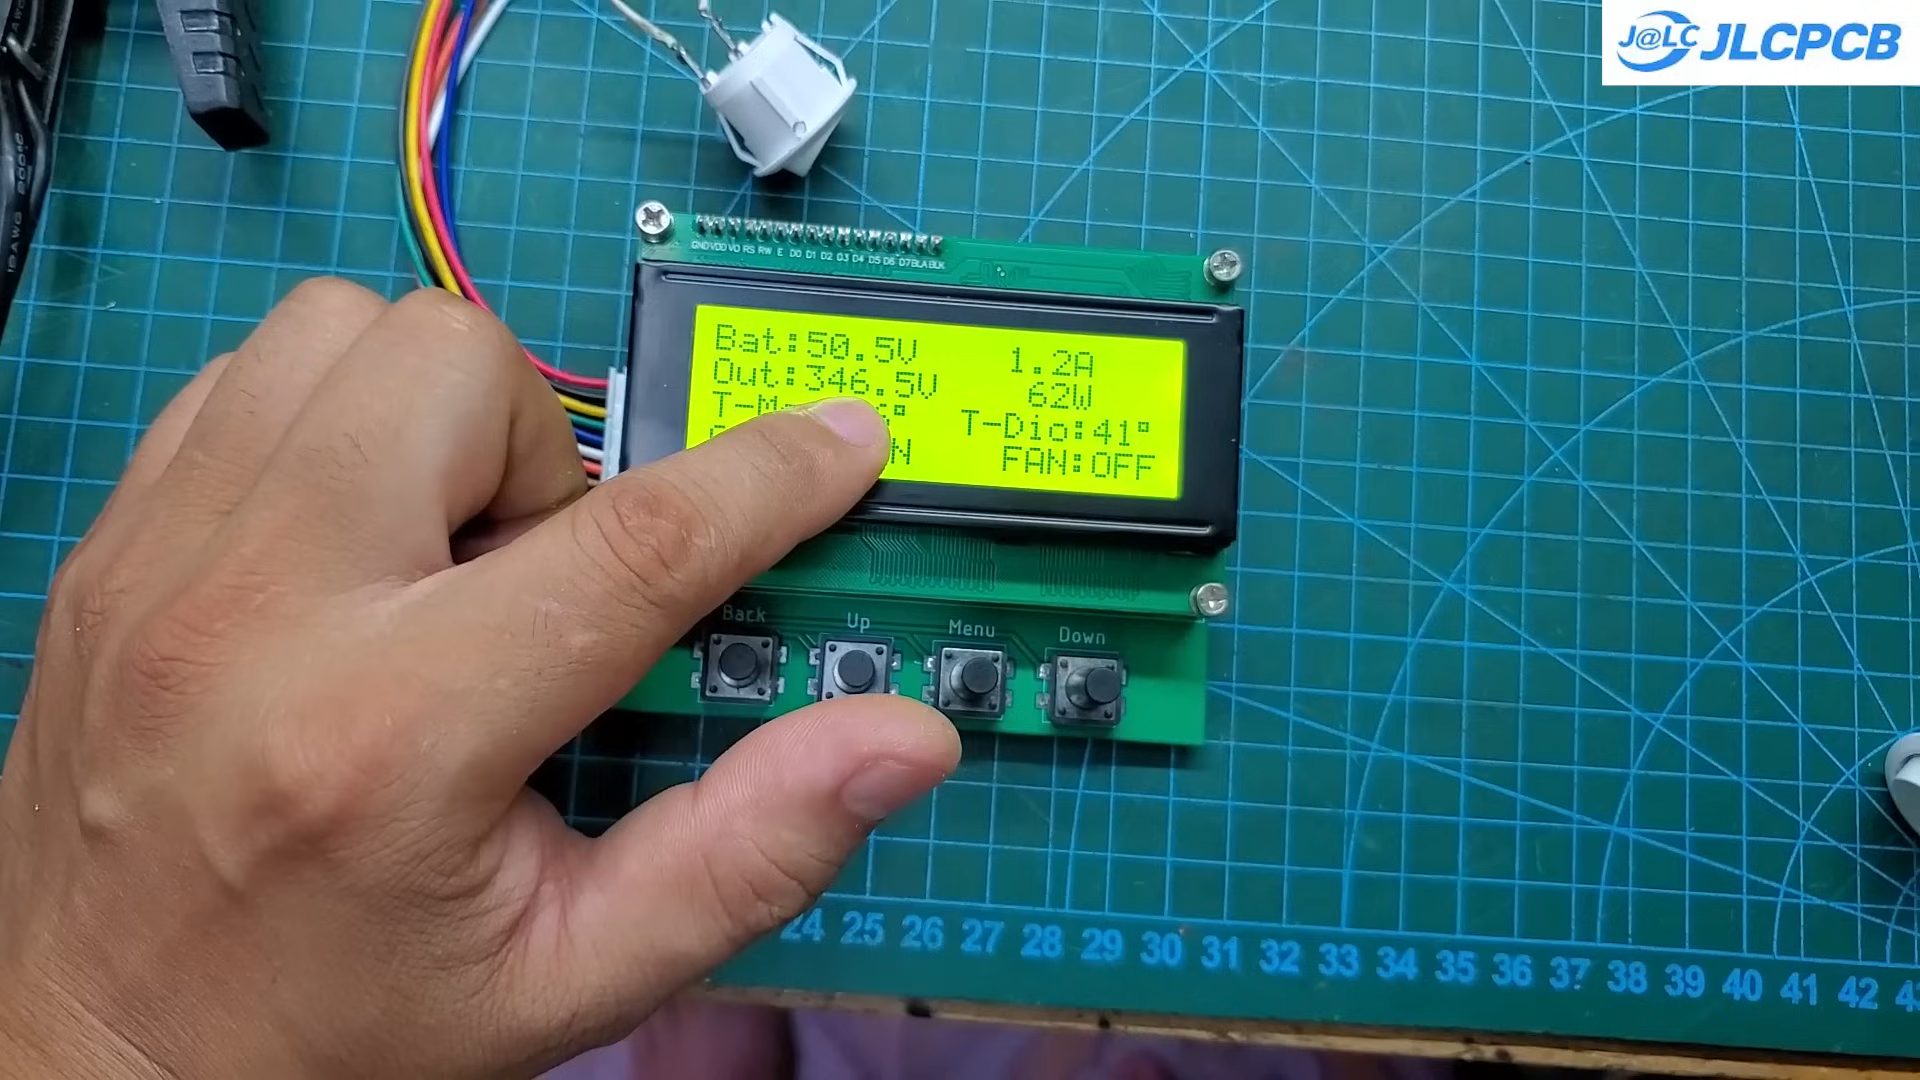 J@LC JLCPCB
GND VDD VO RS RW E D0 D1 D2 D3 D4 D5 D6 D7 BLA BLK
Bat:50.5V 1.2A
Out:346.5V 62W
T-Dio:41°
FAN:OFF
Back Up Menu Down
24 25 26 27 28 29 30 31 32 33 34 35 36 37 38 39 40 41 42
18AWG 200°C